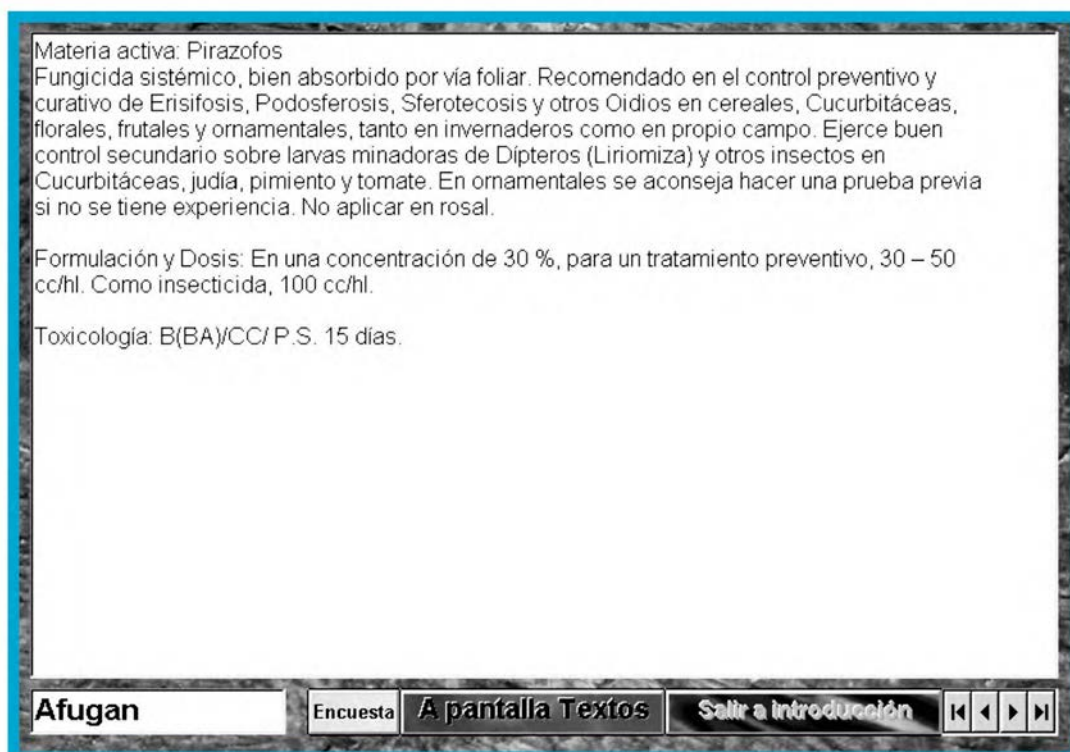 Materia activa: Pirazofos
Fungicida sistémico, bien absorbido por vía foliar. Recomendado en el control preventivo y
curativo de Erisifosis, Podosferosis, Sferotecosis y otros Oidios en cereales, Cucurbitáceas,
florales, frutales y ornamentales, tanto en invernaderos como en propio campo. Ejerce buen
control secundario sobre larvas minadoras de Dípteros (Liriomiza) y otros insectos en
Cucurbitáceas, judía, pimiento y tomate. En ornamentales se aconseja hacer una prueba previa
si no se tiene experiencia. No aplicar en rosal.
Formulación y Dosis: En una concentración de 30 %, para un tratamiento preventivo, 30 – 50
cc/hl. Como insecticida, 100 cc/hl.
Toxicología: B(BA)/CC/ P.S. 15 días.
Afugan
Encuesta
A pantalla Textos
Salir a introducción